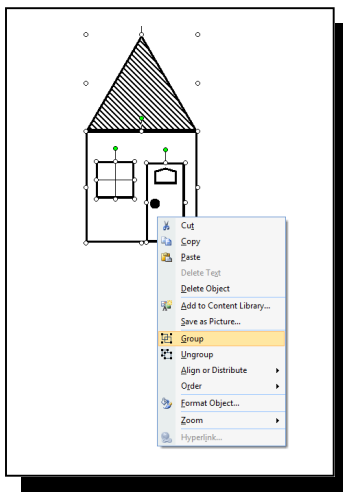 Cut
Copy
Paste
Delete Text
Delete Object
Add to Content Library...
Save as Picture...
Group
Ungroup
Align or Distribute
Order
Format Object...
Zoom
Hyperlink...